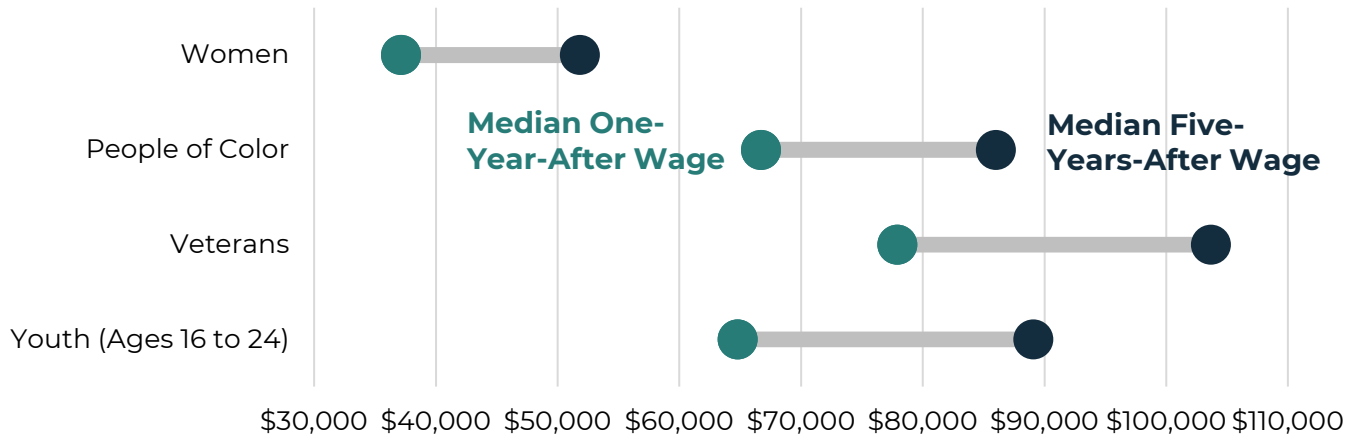 Women
Median One-
Year-After Wage
Median Five-
Years-After Wage
People of Color
Veterans
Youth (Ages 16 to 24)
$30,000 $40,000 $50,000 $60,000 $70,000 $80,000 $90,000 $100,000 $110,000